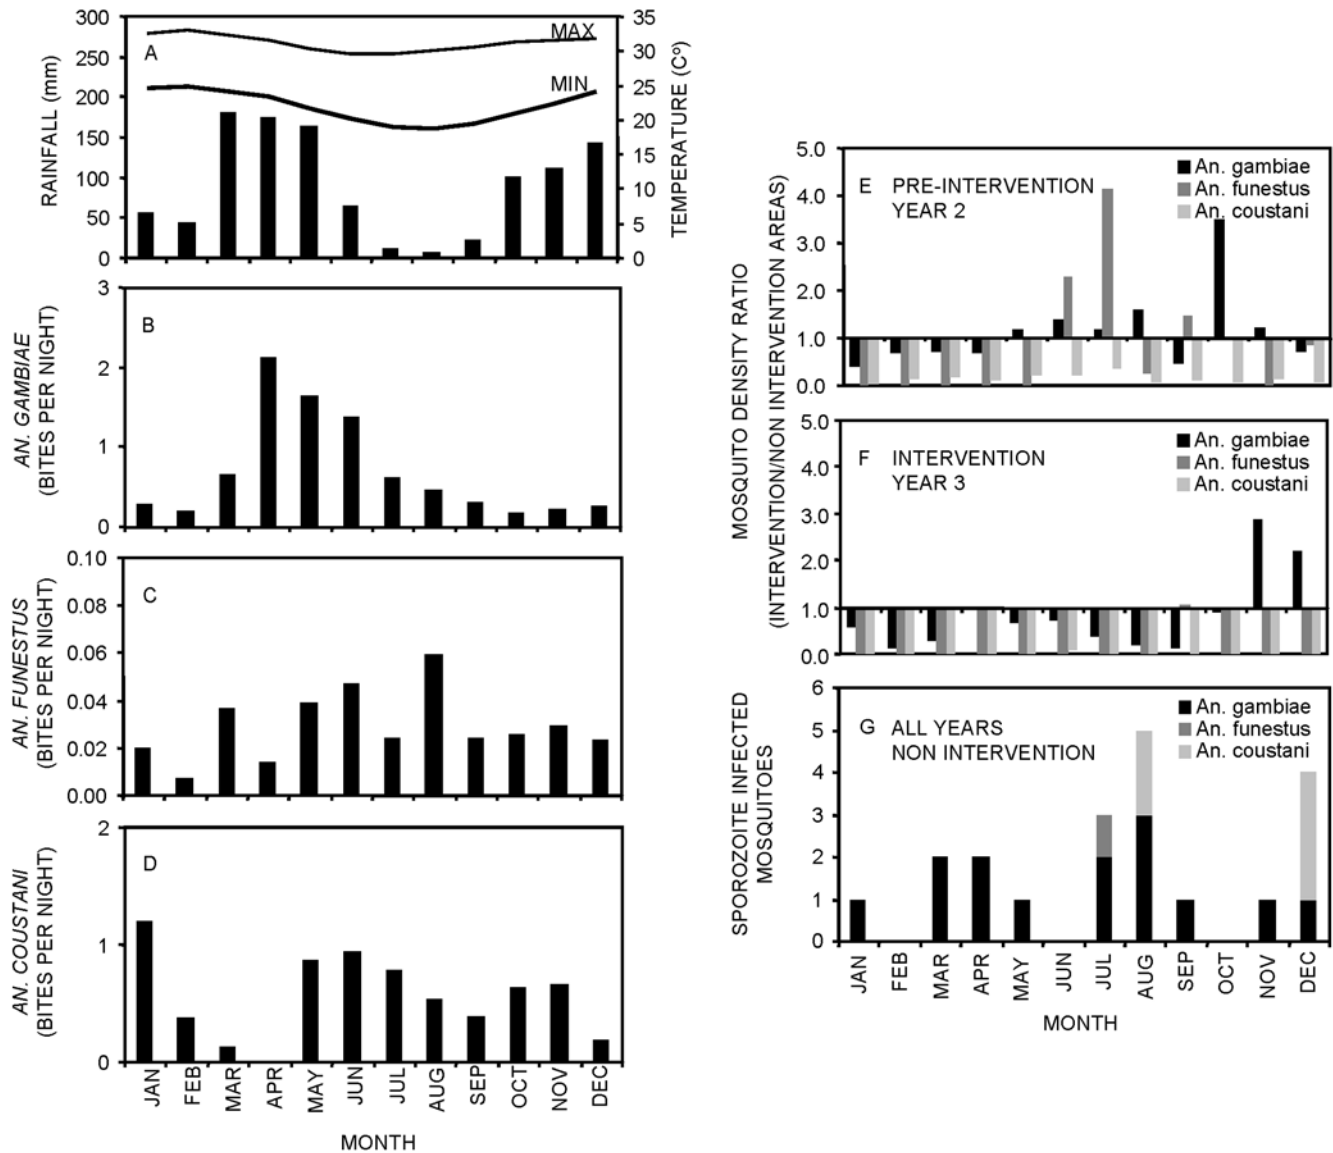 300
250
200
150
100
50
0
RAINFALL (mm)
A
MAX
MIN
35
30
25
20
15
10
5
0
TEMPERATURE (Cº)
3
2
1
0
AN. GAMBIAE
(BITES PER NIGHT)
B
0.10
0.08
0.06
0.04
0.02
0.00
AN. FUNESTUS
(BITES PER NIGHT)
C
2
1
0
AN. COUSTANI
(BITES PER NIGHT)
D
JAN FEB MAR APR MAY JUN JUL AUG SEP OCT NOV DEC
MONTH
MOSQUITO DENSITY RATIO
(INTERVENTION/NON INTERVENTION AREAS)
5.0
4.0
3.0
2.0
1.0
0.0
E PRE-INTERVENTION
YEAR 2
An. gambiae
An. funestus
An. coustani
5.0
4.0
3.0
2.0
1.0
0.0
F INTERVENTION
YEAR 3
An. gambiae
An. funestus
An. coustani
SPOROZOITE INFECTED
MOSQUITOES
6
5
4
3
2
1
0
G ALL YEARS
NON INTERVENTION
An. gambiae
An. funestus
An. coustani
JAN FEB MAR APR MAY JUN JUL AUG SEP OCT NOV DEC
MONTH